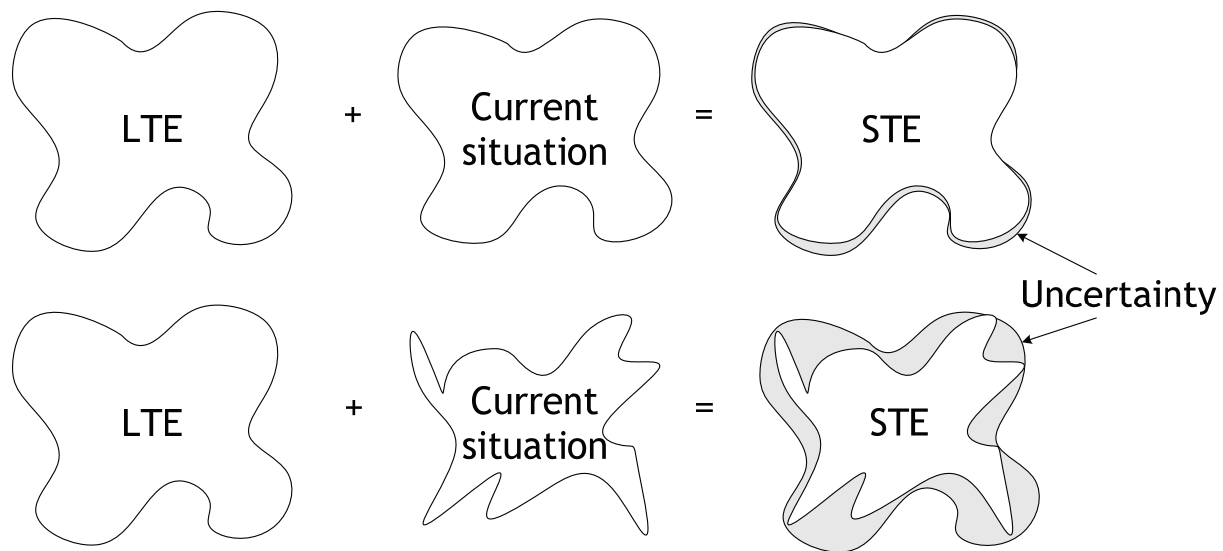 LTE
+
Current
situation
=
STE
Uncertainty
LTE
+
Current
situation
=
STE